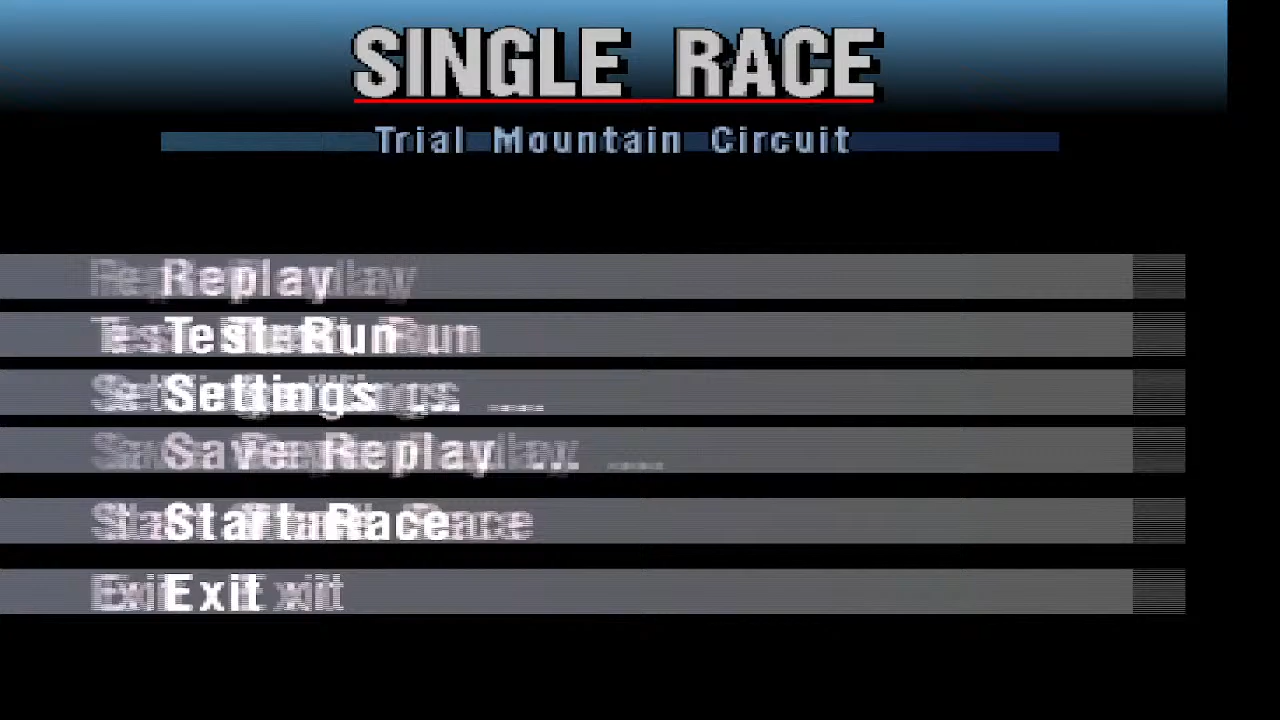 SINGLE RACE
Trial Mountain Circuit
Replay
Test Run
Settings ...
Save Replay ...
Start Race
Exit